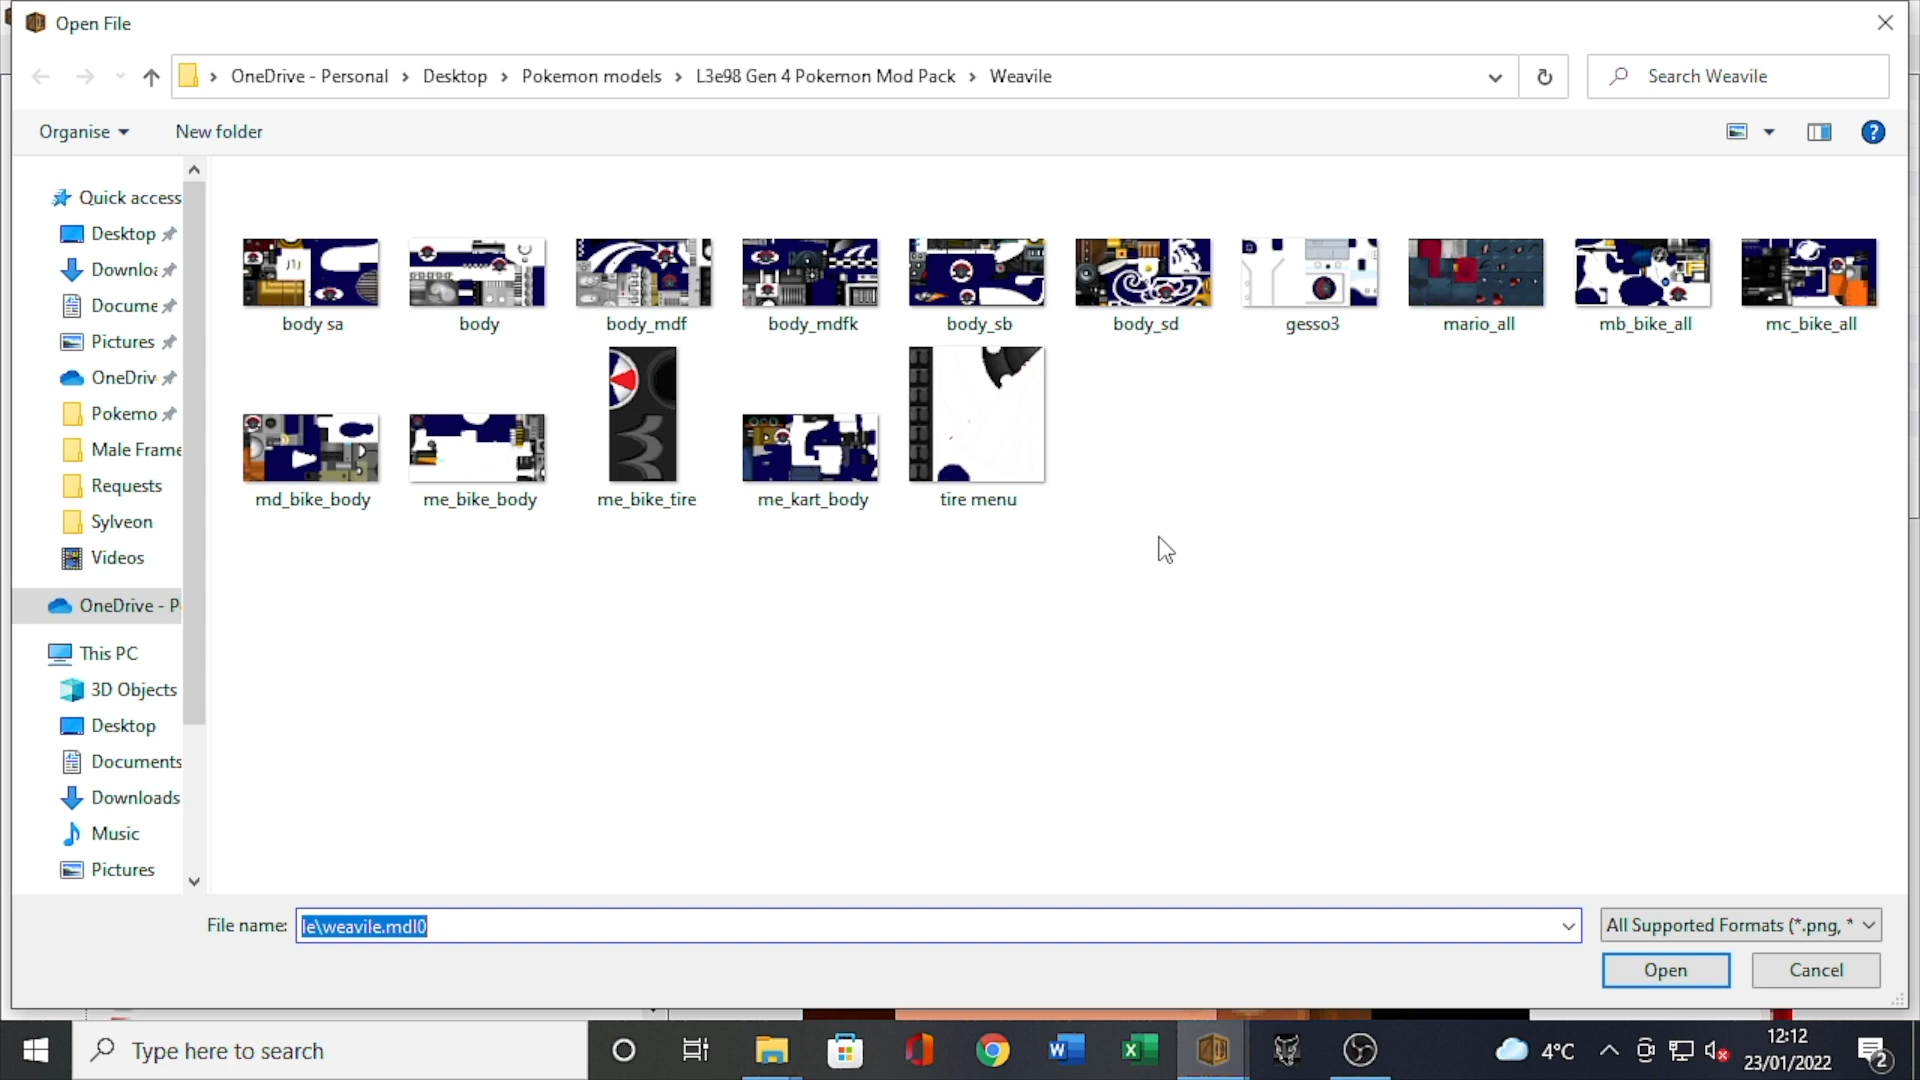 Open File
OneDrive - Personal > Desktop > Pokemon models > L3e98 Gen 4 Pokemon Mod Pack > Weavile
Search Weavile
Organise
New folder
Quick access
Desktop
Downloa
Docume
Pictures
OneDriv
Pokemo
Male Frame
Requests
Sylveon
Videos
OneDrive - P
This PC
3D Objects
Desktop
Documents
Downloads
Music
Pictures
body sa
body
body_mdf
body_mdfk
body_sb
body_sd
gesso3
mario_all
mb_bike_all
mc_bike_all
md_bike_body
me_bike_body
me_bike_tire
me_kart_body
tire menu
File name:
le\weavile.mdl0
All Supported Formats (*.png, *
Open
Cancel
Type here to search
4°C
12:12
23/01/2022
2